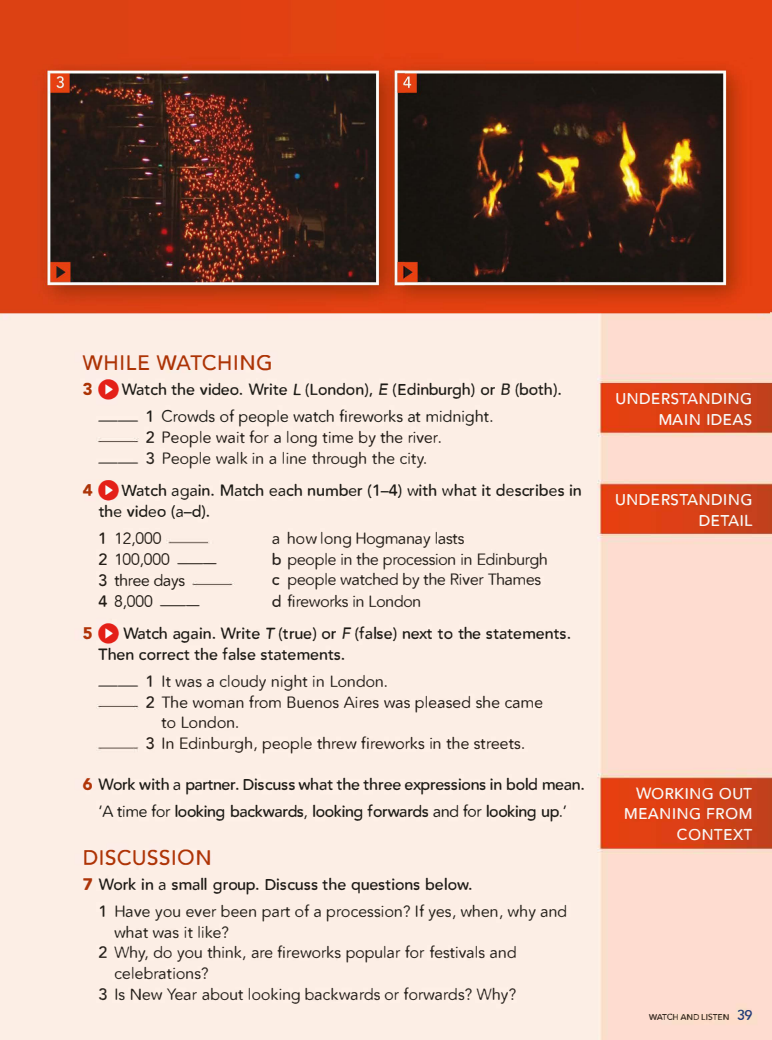 3
4
WHILE WATCHING
3 Watch the video. Write L (London), E (Edinburgh) or B (both).
UNDERSTANDING
MAIN IDEAS
____ 1 Crowds of people watch fireworks at midnight.
____ 2 People wait for a long time by the river.
____ 3 People walk in a line through the city.
4 Watch again. Match each number (1–4) with what it describes in
the video (a–d).
UNDERSTANDING
DETAIL
1 12,000 ____ a how long Hogmanay lasts
2 100,000 ____ b people in the procession in Edinburgh
3 three days ____ c people watched by the River Thames
4 8,000 ____ d fireworks in London
5 Watch again. Write T (true) or F (false) next to the statements.
Then correct the false statements.
____ 1 It was a cloudy night in London.
____ 2 The woman from Buenos Aires was pleased she came
to London.
____ 3 In Edinburgh, people threw fireworks in the streets.
6 Work with a partner. Discuss what the three expressions in bold mean.
'A time for looking backwards, looking forwards and for looking up.'
WORKING OUT
MEANING FROM
CONTEXT
DISCUSSION
7 Work in a small group. Discuss the questions below.
1 Have you ever been part of a procession? If yes, when, why and
what was it like?
2 Why, do you think, are fireworks popular for festivals and
celebrations?
3 Is New Year about looking backwards or forwards? Why?
WATCH AND LISTEN 39